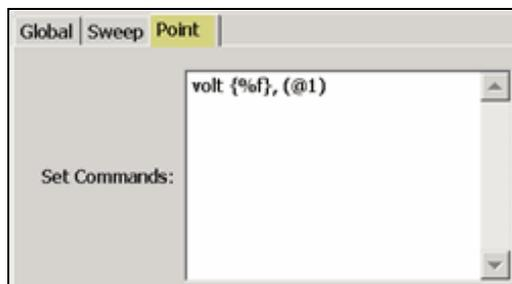 Global Sweep Point
volt {%f}, (@1)
Set Commands: